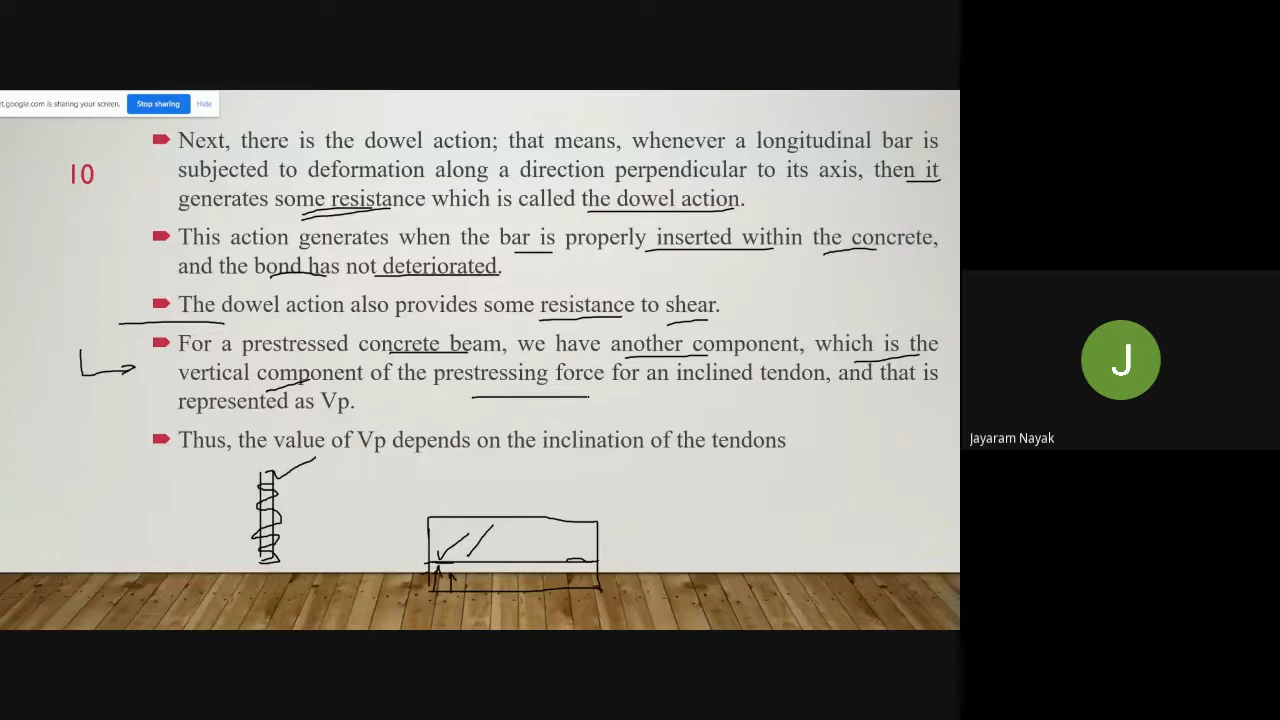 et.google.com is sharing your screen. Stop sharing Hide
10
Next, there is the dowel action; that means, whenever a longitudinal bar is
subjected to deformation along a direction perpendicular to its axis, then it
generates some resistance which is called the dowel action.
This action generates when the bar is properly inserted within the concrete,
and the bond has not deteriorated.
The dowel action also provides some resistance to shear.
For a prestressed concrete beam, we have another component, which is the
vertical component of the prestressing force for an inclined tendon, and that is
represented as Vp.
Thus, the value of Vp depends on the inclination of the tendons
J
Jayaram Nayak